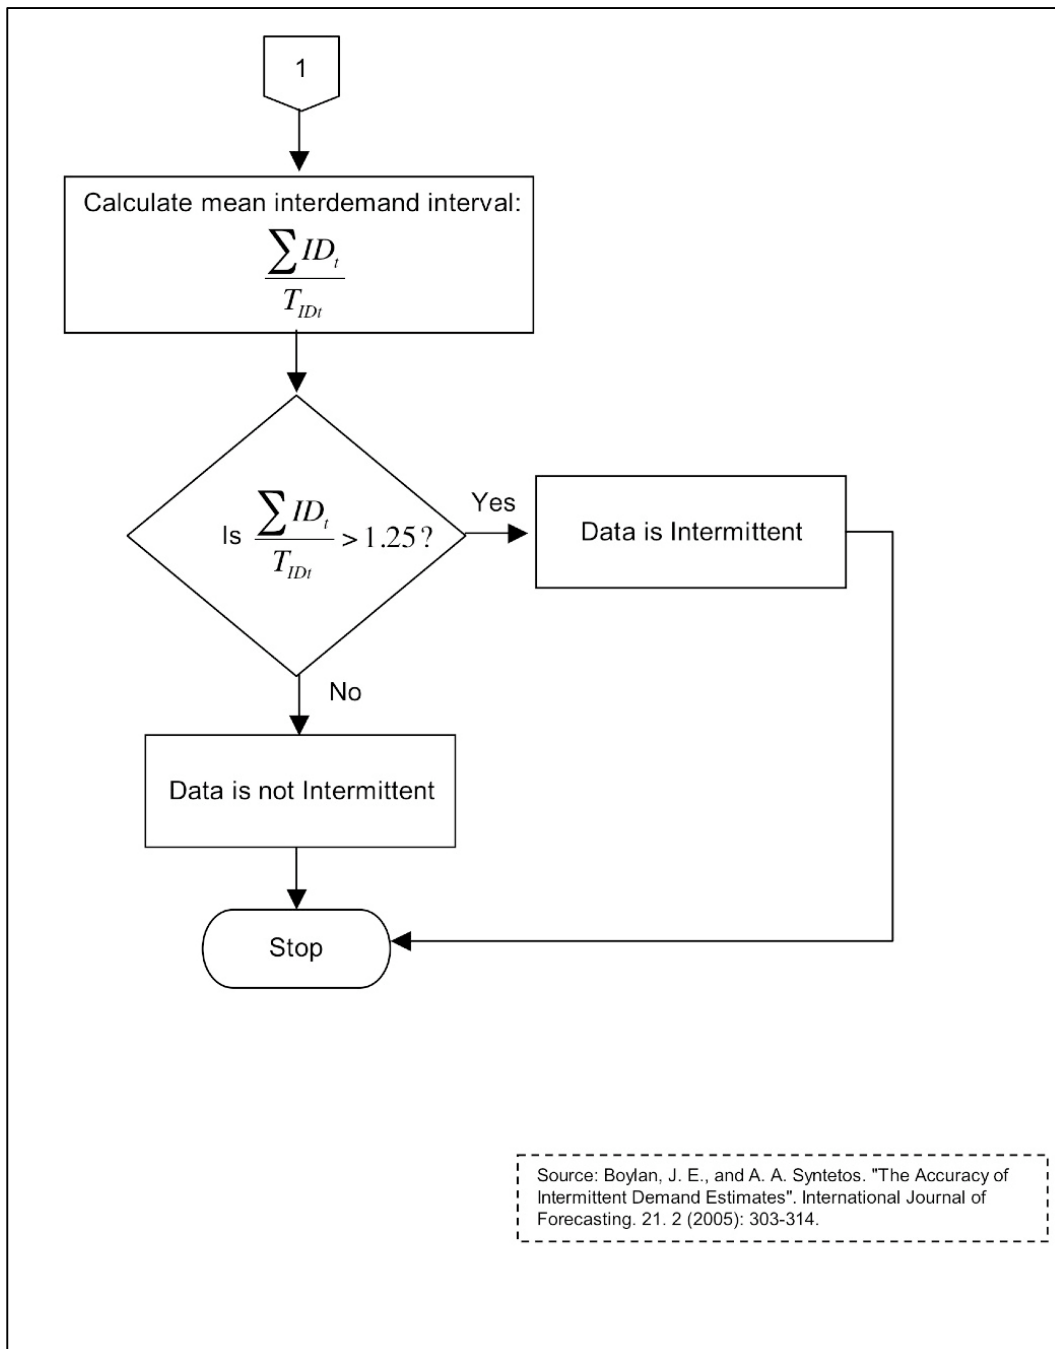 1
Calculate mean interdemand interval:
∑ID_t
T_IDt
Is ∑ID_t / T_IDt > 1.25?
Yes
Data is Intermittent
No
Data is not Intermittent
Stop
Source: Boylan, J. E., and A. A. Syntetos. "The Accuracy of
Intermittent Demand Estimates". International Journal of
Forecasting. 21. 2 (2005): 303-314.